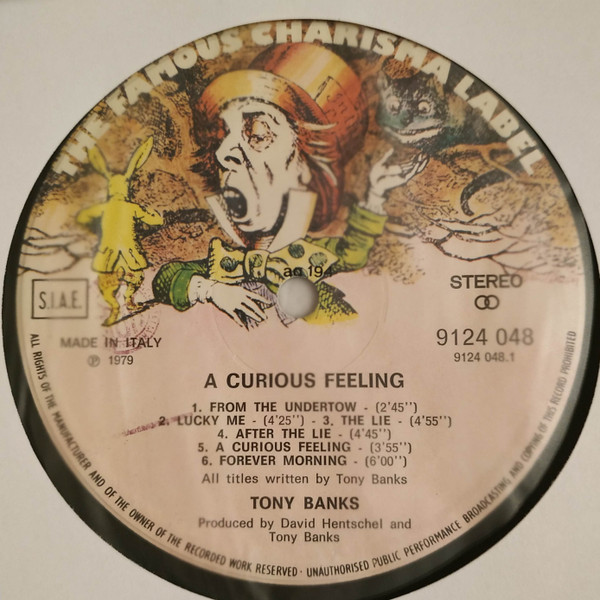 THE FAMOUS CHARISMA LABEL
S.I.A.E.
MADE IN ITALY
℗ 1979
STEREO
9124 048
9124 048.1
A CURIOUS FEELING
1. FROM THE UNDERTOW - (2'45'')
2. LUCKY ME - (4'25'') - 3. THE LIE - (4'55'')
4. AFTER THE LIE - (4'45'')
5. A CURIOUS FEELING - (3'55'')
6. FOREVER MORNING - (6'00'')
All titles written by Tony Banks
TONY BANKS
Produced by David Hentschel and
Tony Banks
ALL RIGHTS OF THE MANUFACTURER AND OF THE OWNER OF THE RECORDED WORK RESERVED · UNAUTHORISED PUBLIC PERFORMANCE BROADCASTING AND COPYING OF THIS RECORD PROHIBITED